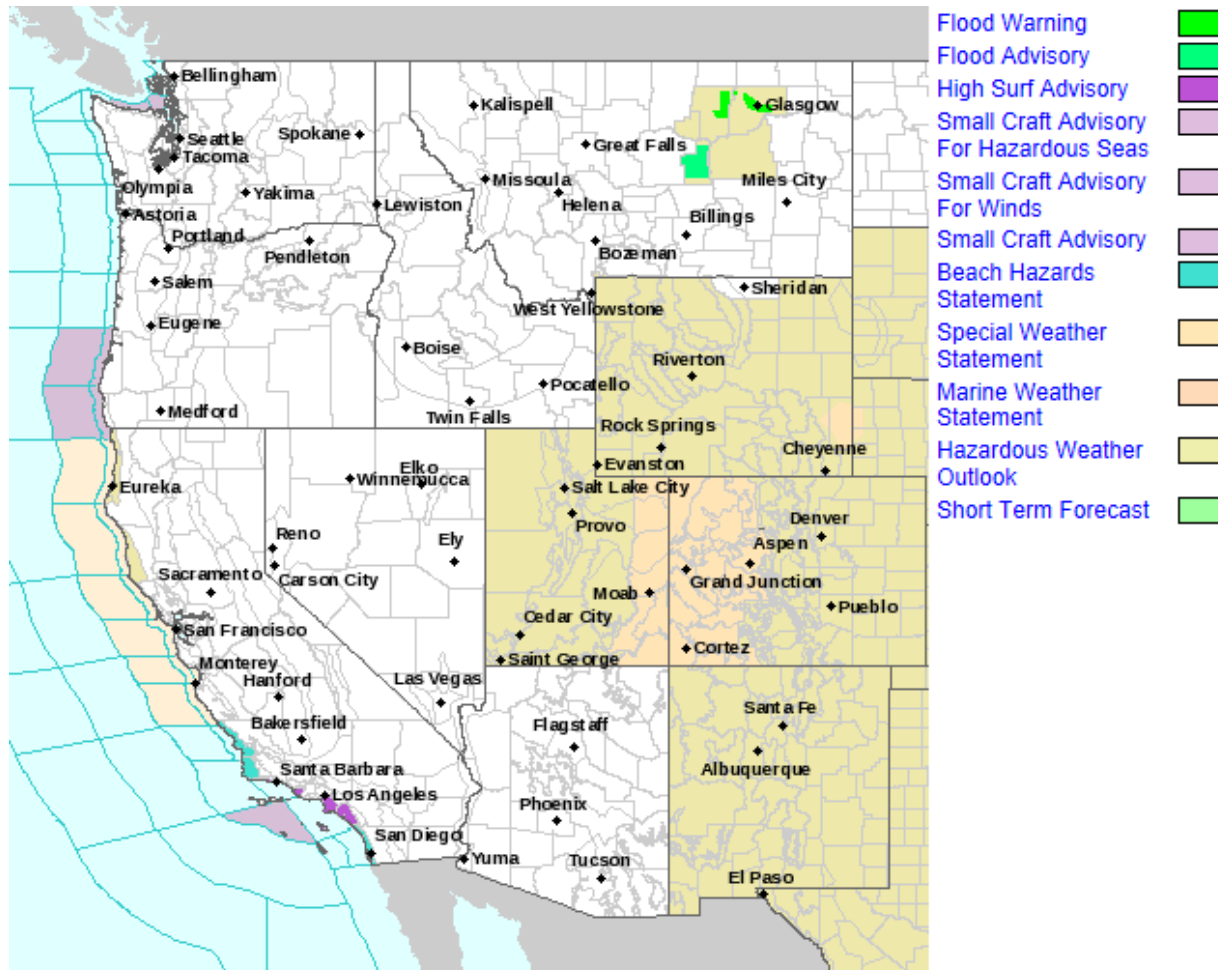 Bellingham
Seattle
Tacoma
Olympia
Spokane
Yakima
Astoria
Portland
Pendleton
Lewiston
Salem
Eugene
Medford
Kalispell
Great Falls
Glasgow
Missoula
Helena
Miles City
Billings
Bozeman
West Yellowstone
Sheridan
Boise
Pocatello
Twin Falls
Riverton
Rock Springs
Cheyenne
Evanston
Eureka
Winnemucca
Elko
Salt Lake City
Provo
Reno
Carson City
Ely
Sacramento
San Francisco
Monterey
Hanford
Bakersfield
Las Vegas
Denver
Aspen
Grand Junction
Moab
Pueblo
Cedar City
Saint George
Cortez
Santa Barbara
Los Angeles
San Diego
Flagstaff
Phoenix
Yuma
Tucson
Santa Fe
Albuquerque
El Paso
Flood Warning
Flood Advisory
High Surf Advisory
Small Craft Advisory
For Hazardous Seas
Small Craft Advisory
For Winds
Small Craft Advisory
Beach Hazards
Statement
Special Weather
Statement
Marine Weather
Statement
Hazardous Weather
Outlook
Short Term Forecast